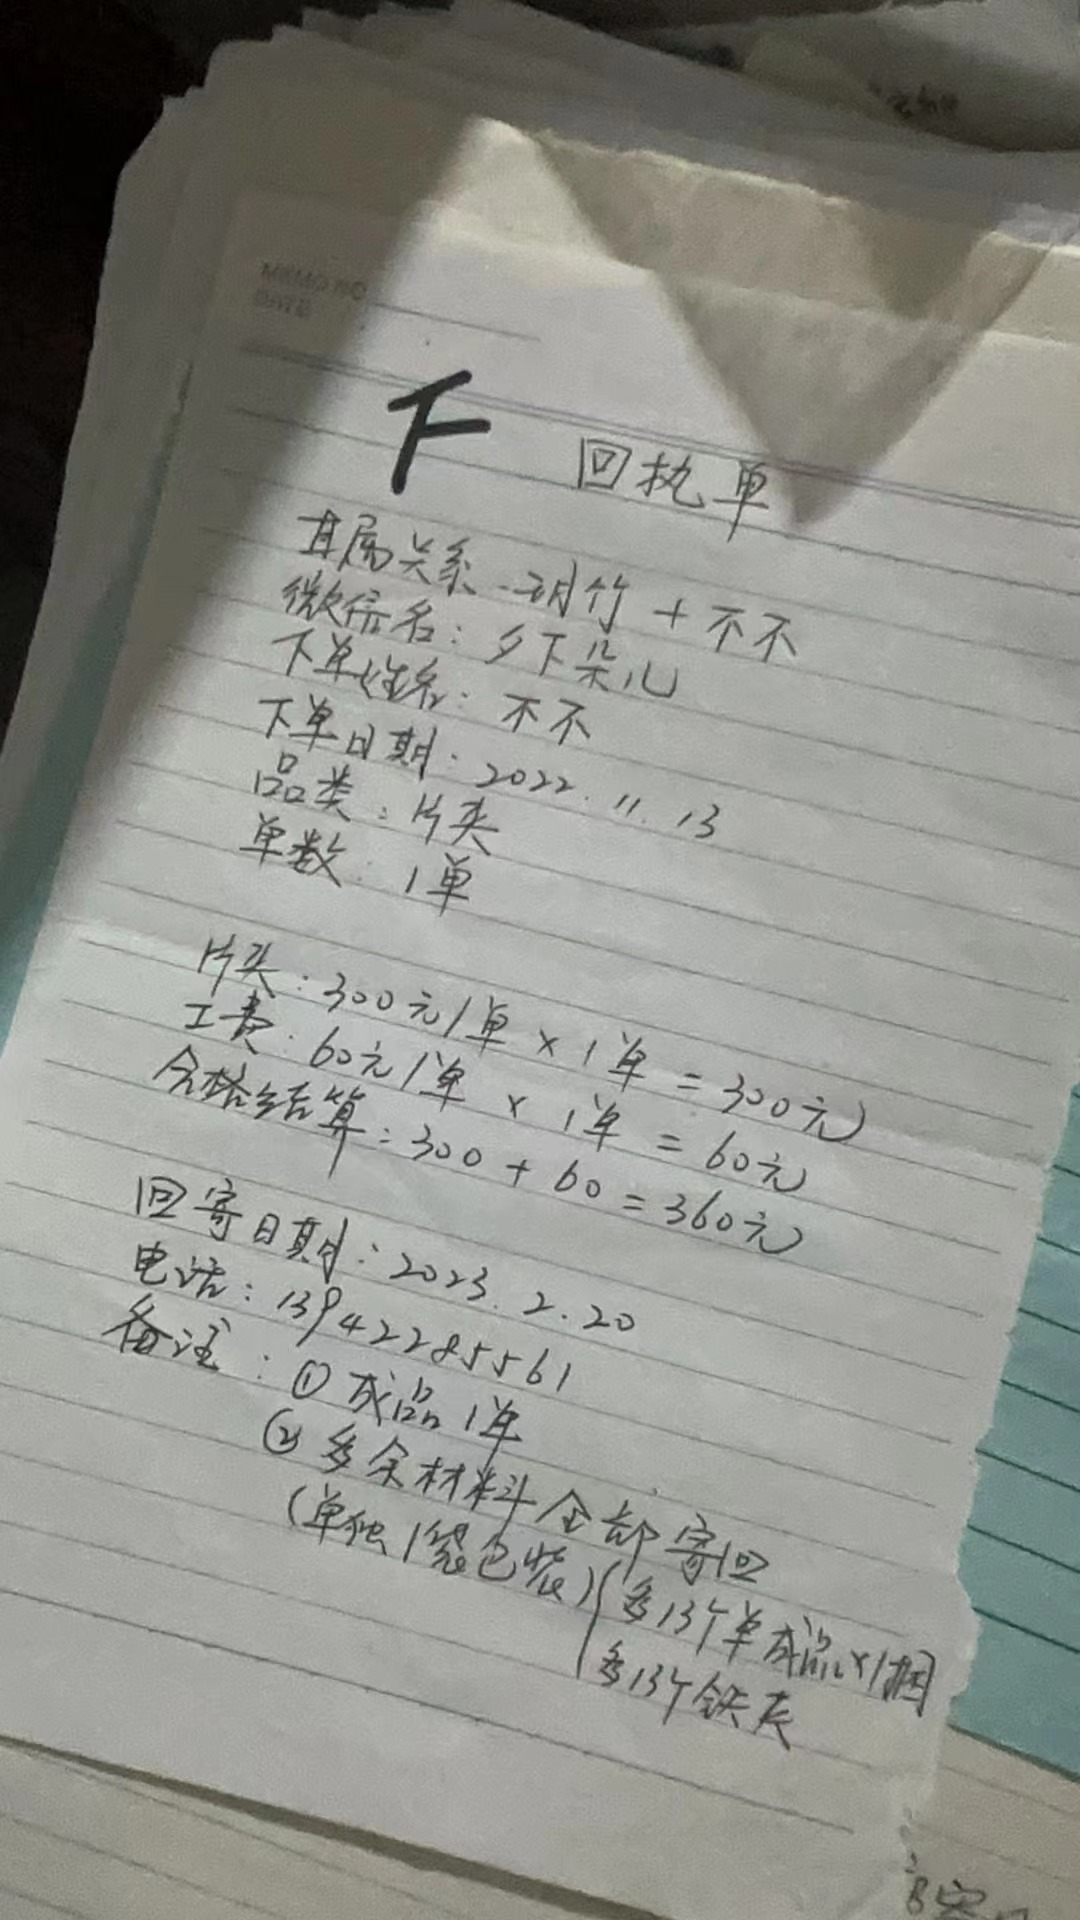 MEMO NO.
DATE
下 回执单
直属关系:玥竹 + 不不
微信名: 夕下朵儿
下单姓名: 不不
下单日期: 2022.11.13
品类: 片夹
单数: 1单
片夹: 300元/单 × 1单 = 300元
工费: 60元/单 × 1单 = 60元
合格结算: 300 + 60 = 360元
回寄日期: 2023.2.20
电话: 13942285561
备注: ① 成品1单
② 多余材料全部寄回
(单独1袋包装)
多13个单成品×1捆
多13个铁夹